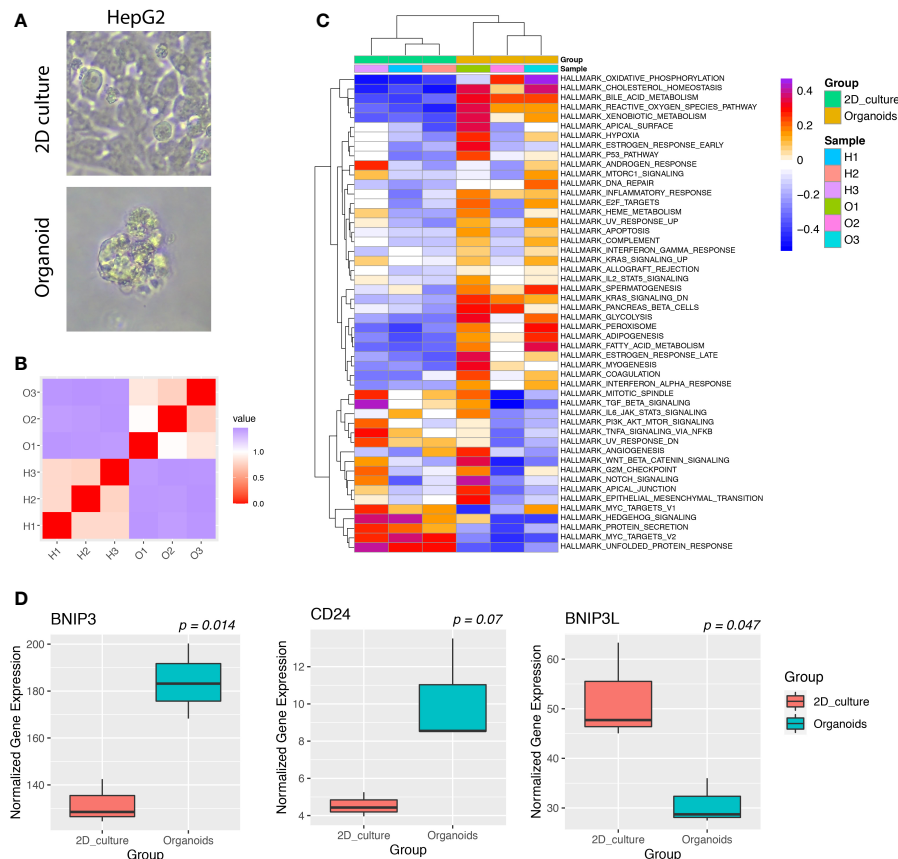 A
HepG2
2D culture
Organoid
B
O3
O2
O1
H3
H2
H1
H1
H2
H3
O1
O2
O3
value
1.0
0.5
0.0
C
Group
Sample
HALLMARK_OXIDATIVE_PHOSPHORYLATION
HALLMARK_CHOLESTEROL_HOMEOSTASIS
HALLMARK_BILE_ACID_METABOLISM
HALLMARK_REACTIVE_OXYGEN_SPECIES_PATHWAY
HALLMARK_XENOBIOTIC_METABOLISM
HALLMARK_APICAL_SURFACE
HALLMARK_HYPOXIA
HALLMARK_ESTROGEN_RESPONSE_EARLY
HALLMARK_P53_PATHWAY
HALLMARK_ANDROGEN_RESPONSE
HALLMARK_MTORC1_SIGNALING
HALLMARK_DNA_REPAIR
HALLMARK_INFLAMMATORY_RESPONSE
HALLMARK_E2F_TARGETS
HALLMARK_HEME_METABOLISM
HALLMARK_UV_RESPONSE_UP
HALLMARK_APOPTOSIS
HALLMARK_COMPLEMENT
HALLMARK_INTERFERON_GAMMA_RESPONSE
HALLMARK_KRAS_SIGNALING_UP
HALLMARK_ALLOGRAFT_REJECTION
HALLMARK_IL2_STAT5_SIGNALING
HALLMARK_SPERMATOGENESIS
HALLMARK_KRAS_SIGNALING_DN
HALLMARK_PANCREAS_BETA_CELLS
HALLMARK_GLYCOLYSIS
HALLMARK_PEROXISOME
HALLMARK_ADIPOGENESIS
HALLMARK_FATTY_ACID_METABOLISM
HALLMARK_ESTROGEN_RESPONSE_LATE
HALLMARK_MYOGENESIS
HALLMARK_COAGULATION
HALLMARK_INTERFERON_ALPHA_RESPONSE
HALLMARK_MITOTIC_SPINDLE
HALLMARK_TGF_BETA_SIGNALING
HALLMARK_IL6_JAK_STAT3_SIGNALING
HALLMARK_PI3K_AKT_MTOR_SIGNALING
HALLMARK_TNFA_SIGNALING_VIA_NFKB
HALLMARK_UV_RESPONSE_DN
HALLMARK_ANGIOGENESIS
HALLMARK_WNT_BETA_CATENIN_SIGNALING
HALLMARK_G2M_CHECKPOINT
HALLMARK_NOTCH_SIGNALING
HALLMARK_APICAL_JUNCTION
HALLMARK_EPITHELIAL_MESENCHYMAL_TRANSITION
HALLMARK_MYC_TARGETS_V1
HALLMARK_HEDGEHOG_SIGNALING
HALLMARK_PROTEIN_SECRETION
HALLMARK_MYC_TARGETS_V2
HALLMARK_UNFOLDED_PROTEIN_RESPONSE
0.4
0.2
0
−0.2
−0.4
Group
2D_culture
Organoids
Sample
H1
H2
H3
O1
O2
O3
D
BNIP3
p = 0.014
Normalized Gene Expression
200
180
160
140
2D_culture
Organoids
Group
CD24
p = 0.07
Normalized Gene Expression
12
10
8
6
4
2D_culture
Organoids
Group
BNIP3L
p = 0.047
Normalized Gene Expression
60
50
40
30
2D_culture
Organoids
Group
Group
2D_culture
Organoids